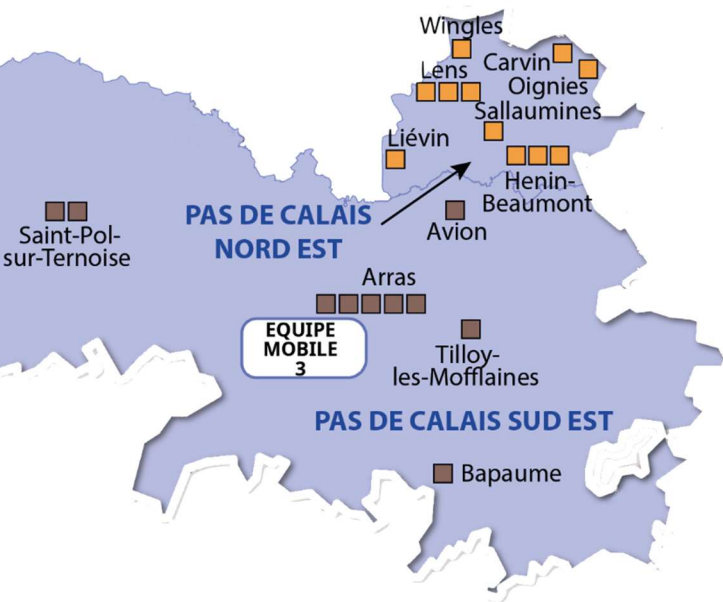 Wingles
Carvin
Lens
Oignies
Sallaumines
Liévin
Henin-
Beaumont
PAS DE CALAIS
NORD EST
Avion
Saint-Pol-
sur-Ternoise
Arras
EQUIPE
MOBILE
3
Tilloy-
les-Mofflaines
PAS DE CALAIS SUD EST
Bapaume